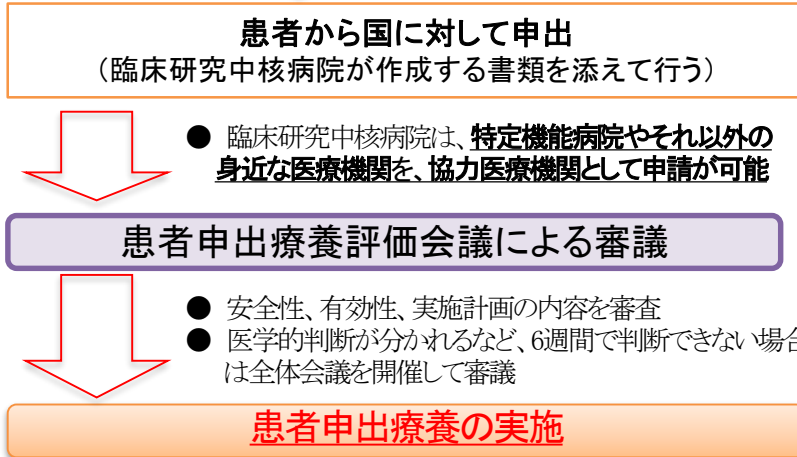 患者から国に対して申出
（臨床研究中核病院が作成する書類を添えて行う）
● 臨床研究中核病院は、特定機能病院やそれ以外の
身近な医療機関を、協力医療機関として申請が可能
患者申出療養評価会議による審議
● 安全性、有効性、実施計画の内容を審査
● 医学的判断が分かれるなど、6週間で判断できない場合
は全体会議を開催して審議
患者申出療養の実施